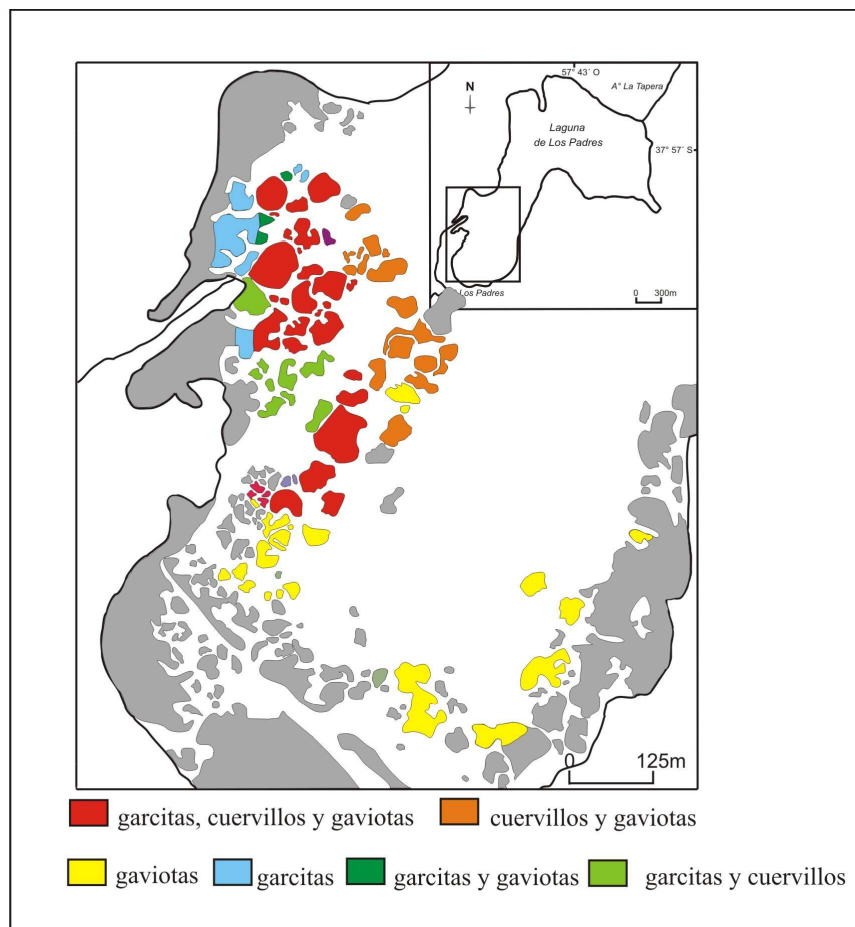 57° 43´ O
N
A° La Tapera
Laguna
de Los Padres
37° 57´ S
Los Padres
0 300m
0 125m
garcitas, cuervillos y gaviotas
cuervillos y gaviotas
gaviotas
garcitas
garcitas y gaviotas
garcitas y cuervillos